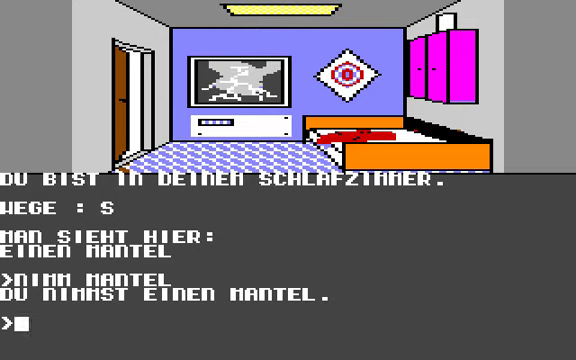 DU BIST IN DEINEM SCHLAFZIMMER.
WEGE : S
MAN SIEHT HIER:
EINEN MANTEL
>NIMM MANTEL
DU NIMMST EINEN MANTEL.
>